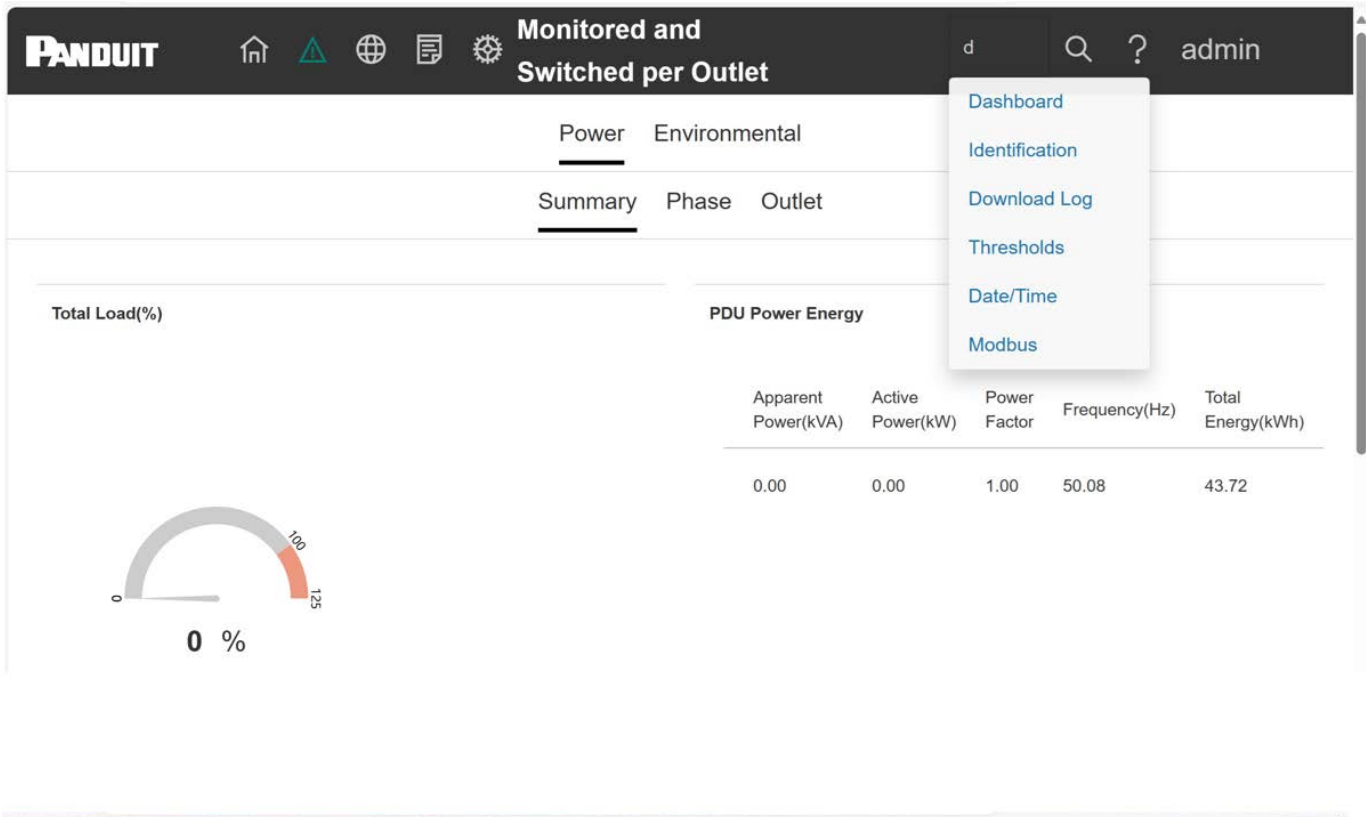 PANDUIT
Monitored and
Switched per Outlet
d
?
admin
Dashboard
Identification
Download Log
Thresholds
Date/Time
Modbus
Power Environmental
Summary Phase Outlet
Total Load(%)
0
100
125
0 %
PDU Power Energy
Apparent Power(kVA) Active Power(kW) Power Factor Frequency(Hz) Total Energy(kWh)
0.00 0.00 1.00 50.08 43.72